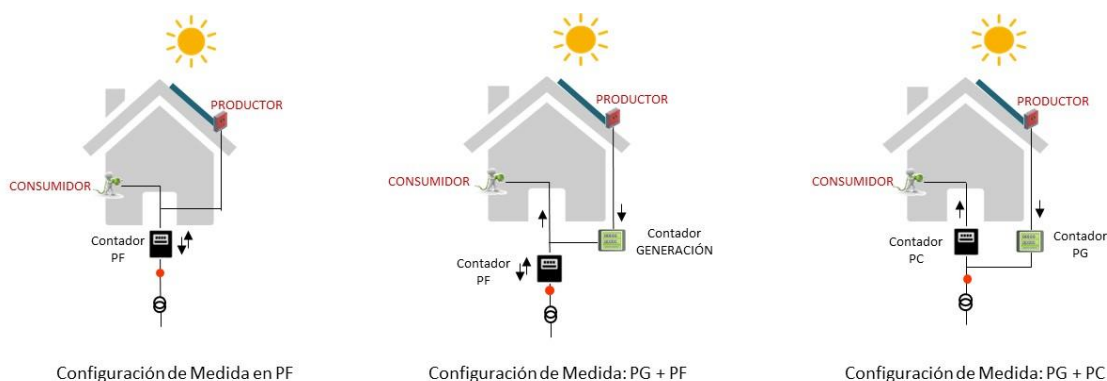 PRODUCTOR
CONSUMIDOR
Contador
PF
Configuración de Medida en PF
PRODUCTOR
CONSUMIDOR
Contador
GENERACIÓN
Contador
PF
Configuración de Medida: PG + PF
PRODUCTOR
CONSUMIDOR
Contador
PC
Contador
PG
Configuración de Medida: PG + PC